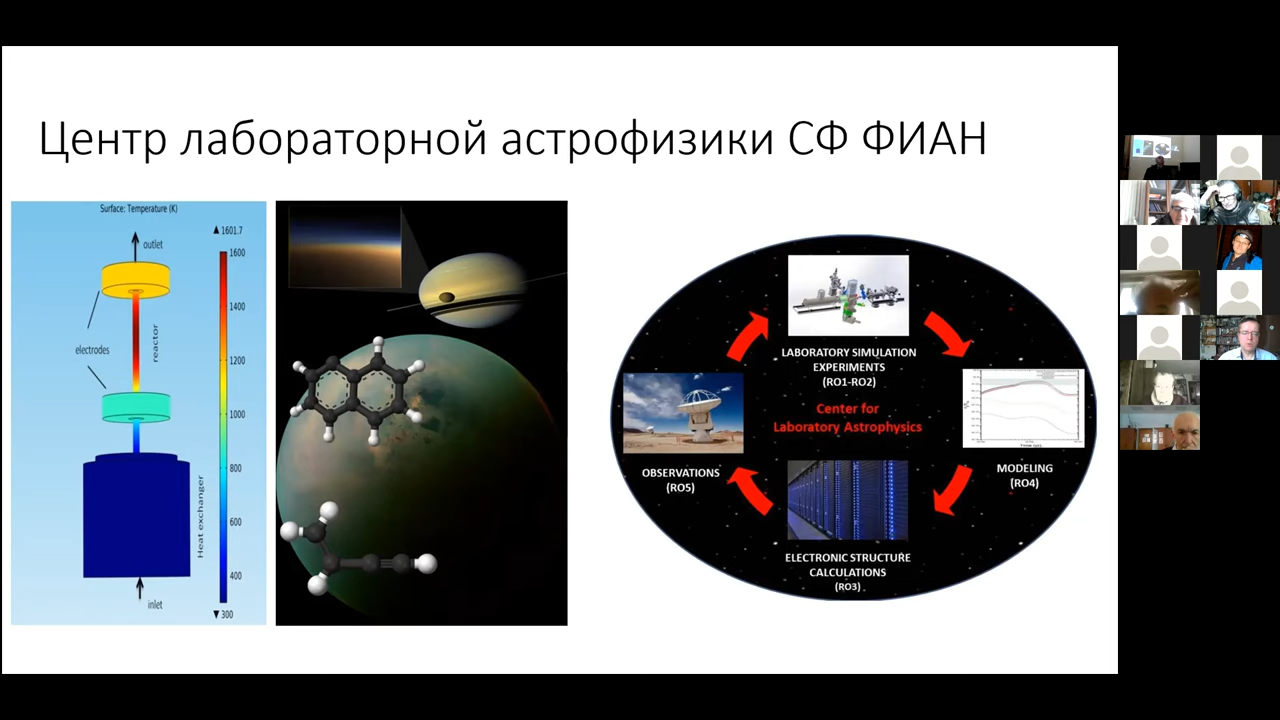 Центр лабораторной астрофизики СФ ФИАН
Surface: Temperature (K)
outlet
electrodes
reactor
Heat exchanger
inlet
▲ 1601.7
1600
1400
1200
1000
800
600
400
▼ 300
LABORATORY SIMULATION
EXPERIMENTS
(RO1-RO2)
Center for
Laboratory Astrophysics
OBSERVATIONS
(RO5)
MODELING
(RO4)
ELECTRONIC STRUCTURE
CALCULATIONS
(RO3)